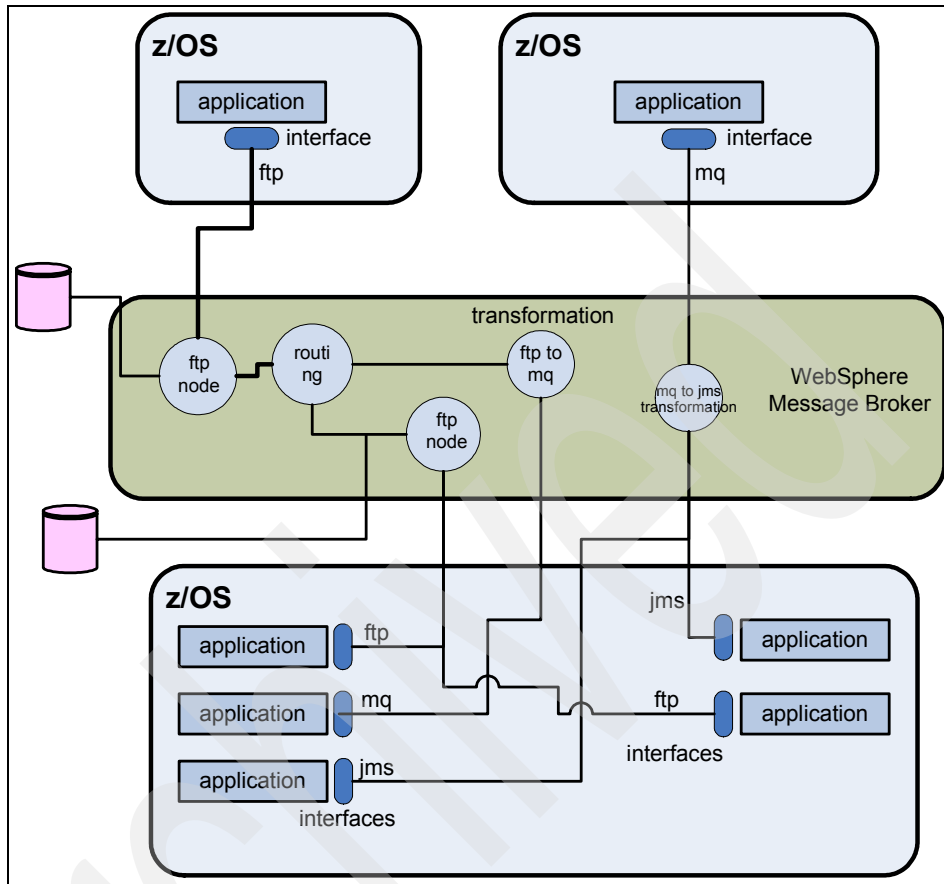 z/OS
application
interface
ftp
z/OS
application
interface
mq
transformation
ftp
node
routi
ng
ftp to
mq
ftp
node
mq to jms
transformation
WebSphere
Message Broker
z/OS
application
ftp
application
mq
application
jms
interfaces
jms
application
ftp
application
interfaces